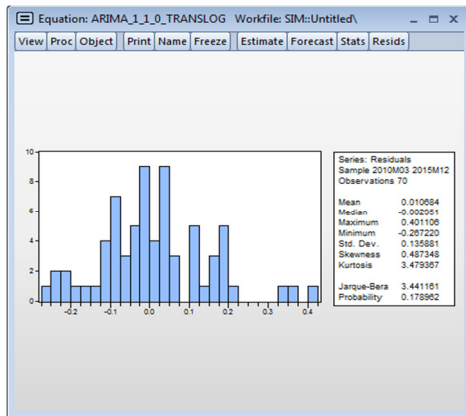 Equation: ARIMA_1_1_0_TRANSLOG Workfile: SIM::Untitled\
View Proc Object Print Name Freeze Estimate Forecast Stats Resids
10
8
6
4
2
0
-0.2 -0.1 0.0 0.1 0.2 0.3 0.4
Series: Residuals
Sample 2010M03 2015M12
Observations 70
Mean 0.010684
Median -0.002051
Maximum 0.401106
Minimum -0.267220
Std. Dev. 0.135881
Skewness 0.487348
Kurtosis 3.479367
Jarque-Bera 3.441161
Probability 0.178962